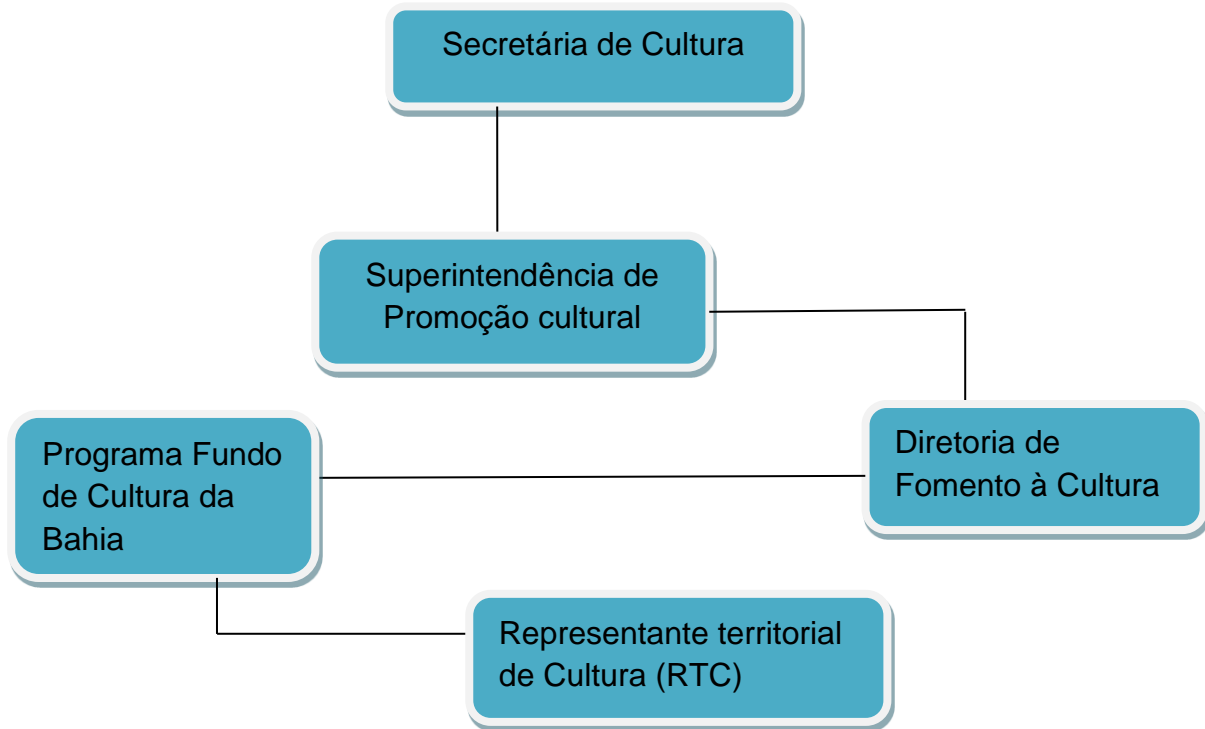 Secretária de Cultura
Superintendência de
Promoção cultural
Diretoria de
Fomento à Cultura
Programa Fundo
de Cultura da
Bahia
Representante territorial
de Cultura (RTC)